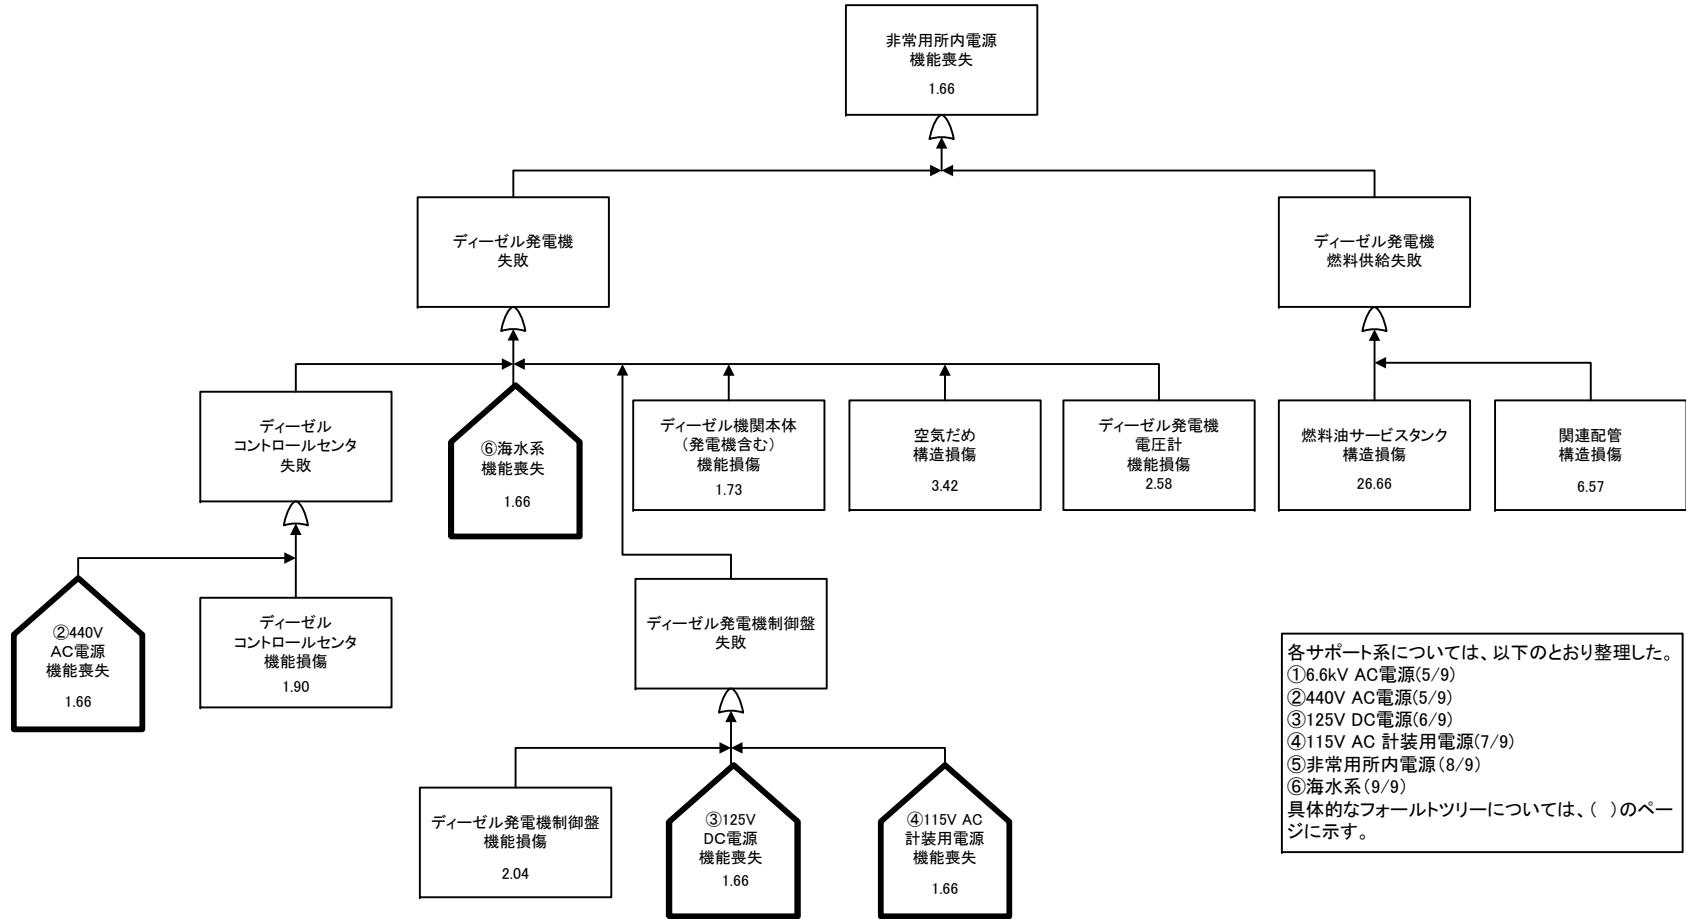 非常用所内電源
機能喪失
1.66
ディーゼル発電機
失敗
ディーゼル発電機
燃料供給失敗
ディーゼル
コントロールセンタ
失敗
⑥海水系
機能喪失
1.66
ディーゼル機関本体
(発電機含む)
機能損傷
1.73
空気だめ
構造損傷
3.42
ディーゼル発電機
電圧計
機能損傷
2.58
燃料油サービスタンク
構造損傷
26.66
関連配管
構造損傷
6.57
②440V
AC電源
機能喪失
1.66
ディーゼル
コントロールセンタ
機能損傷
1.90
ディーゼル発電機制御盤
失敗
ディーゼル発電機制御盤
機能損傷
2.04
③125V
DC電源
機能喪失
1.66
④115V AC
計装用電源
機能喪失
1.66
各サポート系については、以下のとおり整理した。
①6.6kV AC電源(5/9)
②440V AC電源(5/9)
③125V DC電源(6/9)
④115V AC 計装用電源(7/9)
⑤非常用所内電源(8/9)
⑥海水系(9/9)
具体的なフォールトツリーについては、( )のペー
ジに示す。